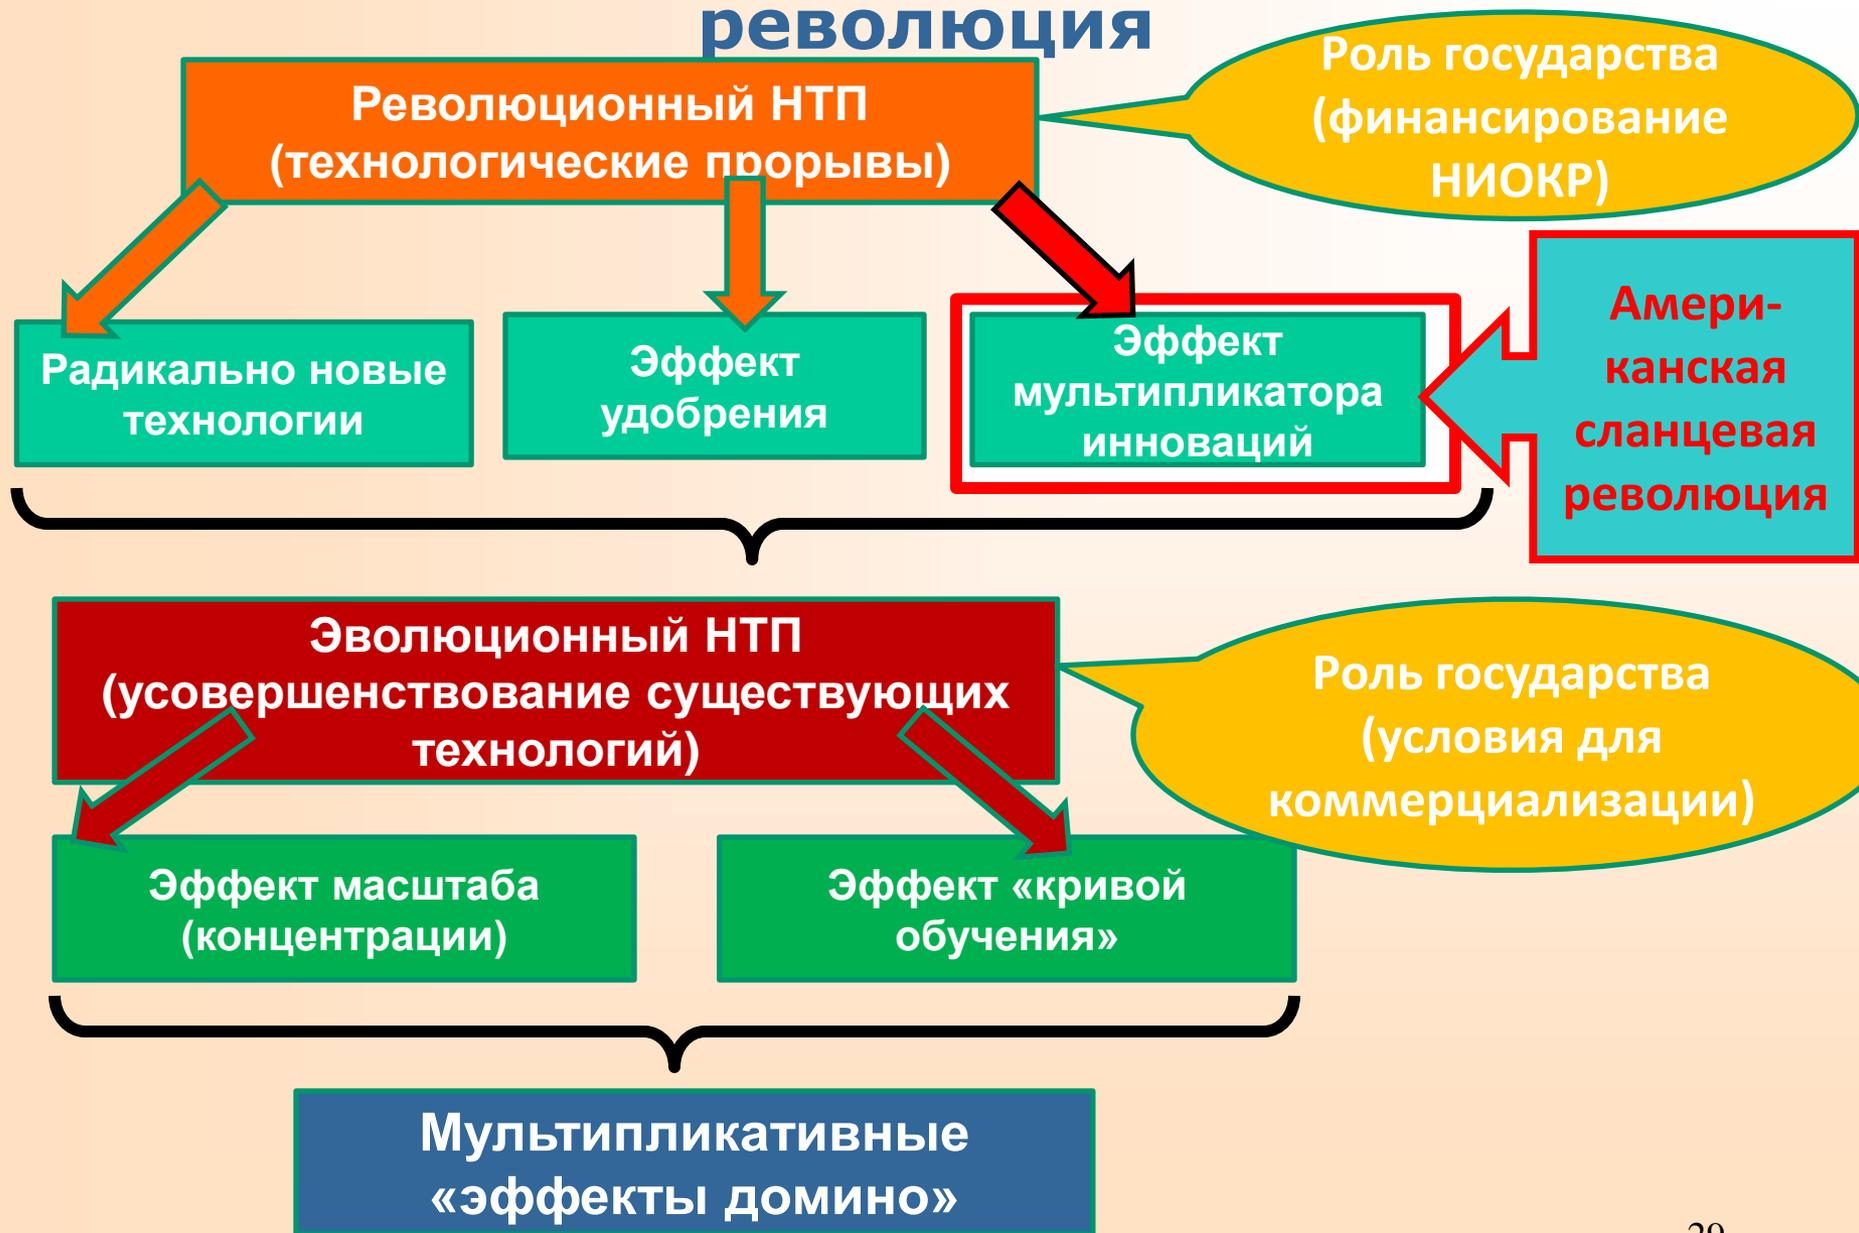 революция
Революционный НТП
(технологические прорывы)
Роль государства
(финансирование
НИОКР)
Радикально новые
технологии
Эффект
удобрения
Эффект
мультипликатора
инноваций
Амери-
канская
сланцевая
революция
Эволюционный НТП
(усовершенствование существующих
технологий)
Роль государства
(условия для
коммерциализации)
Эффект масштаба
(концентрации)
Эффект «кривой
обучения»
Мультипликативные
«эффекты домино»